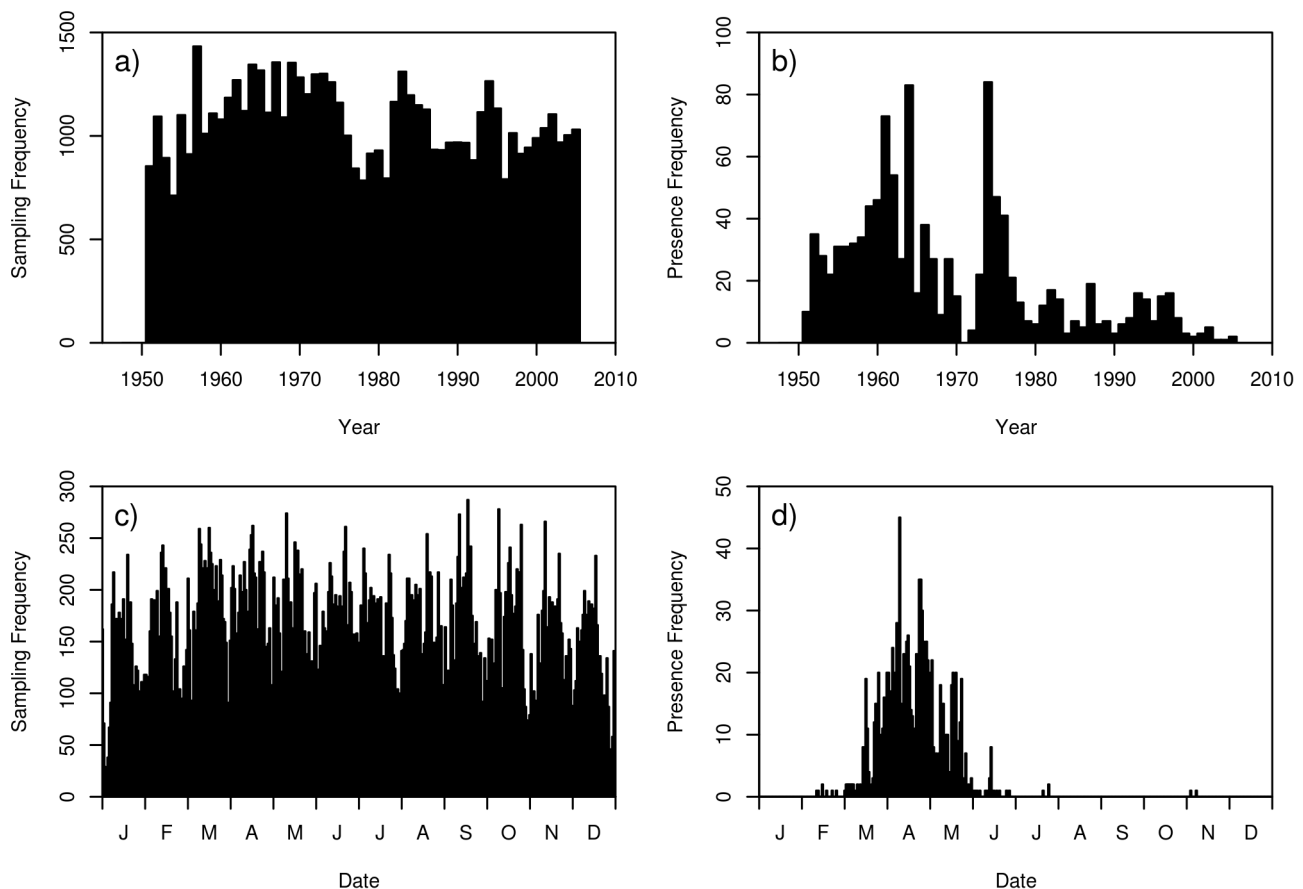 a)
Sampling Frequency
0 500 1000 1500
1950 1960 1970 1980 1990 2000 2010
Year
b)
Presence Frequency
0 20 40 60 80 100
1950 1960 1970 1980 1990 2000 2010
Year
c)
Sampling Frequency
0 50 100 150 200 250 300
J F M A M J J A S O N D
Date
d)
Presence Frequency
0 10 20 30 40 50
J F M A M J J A S O N D
Date